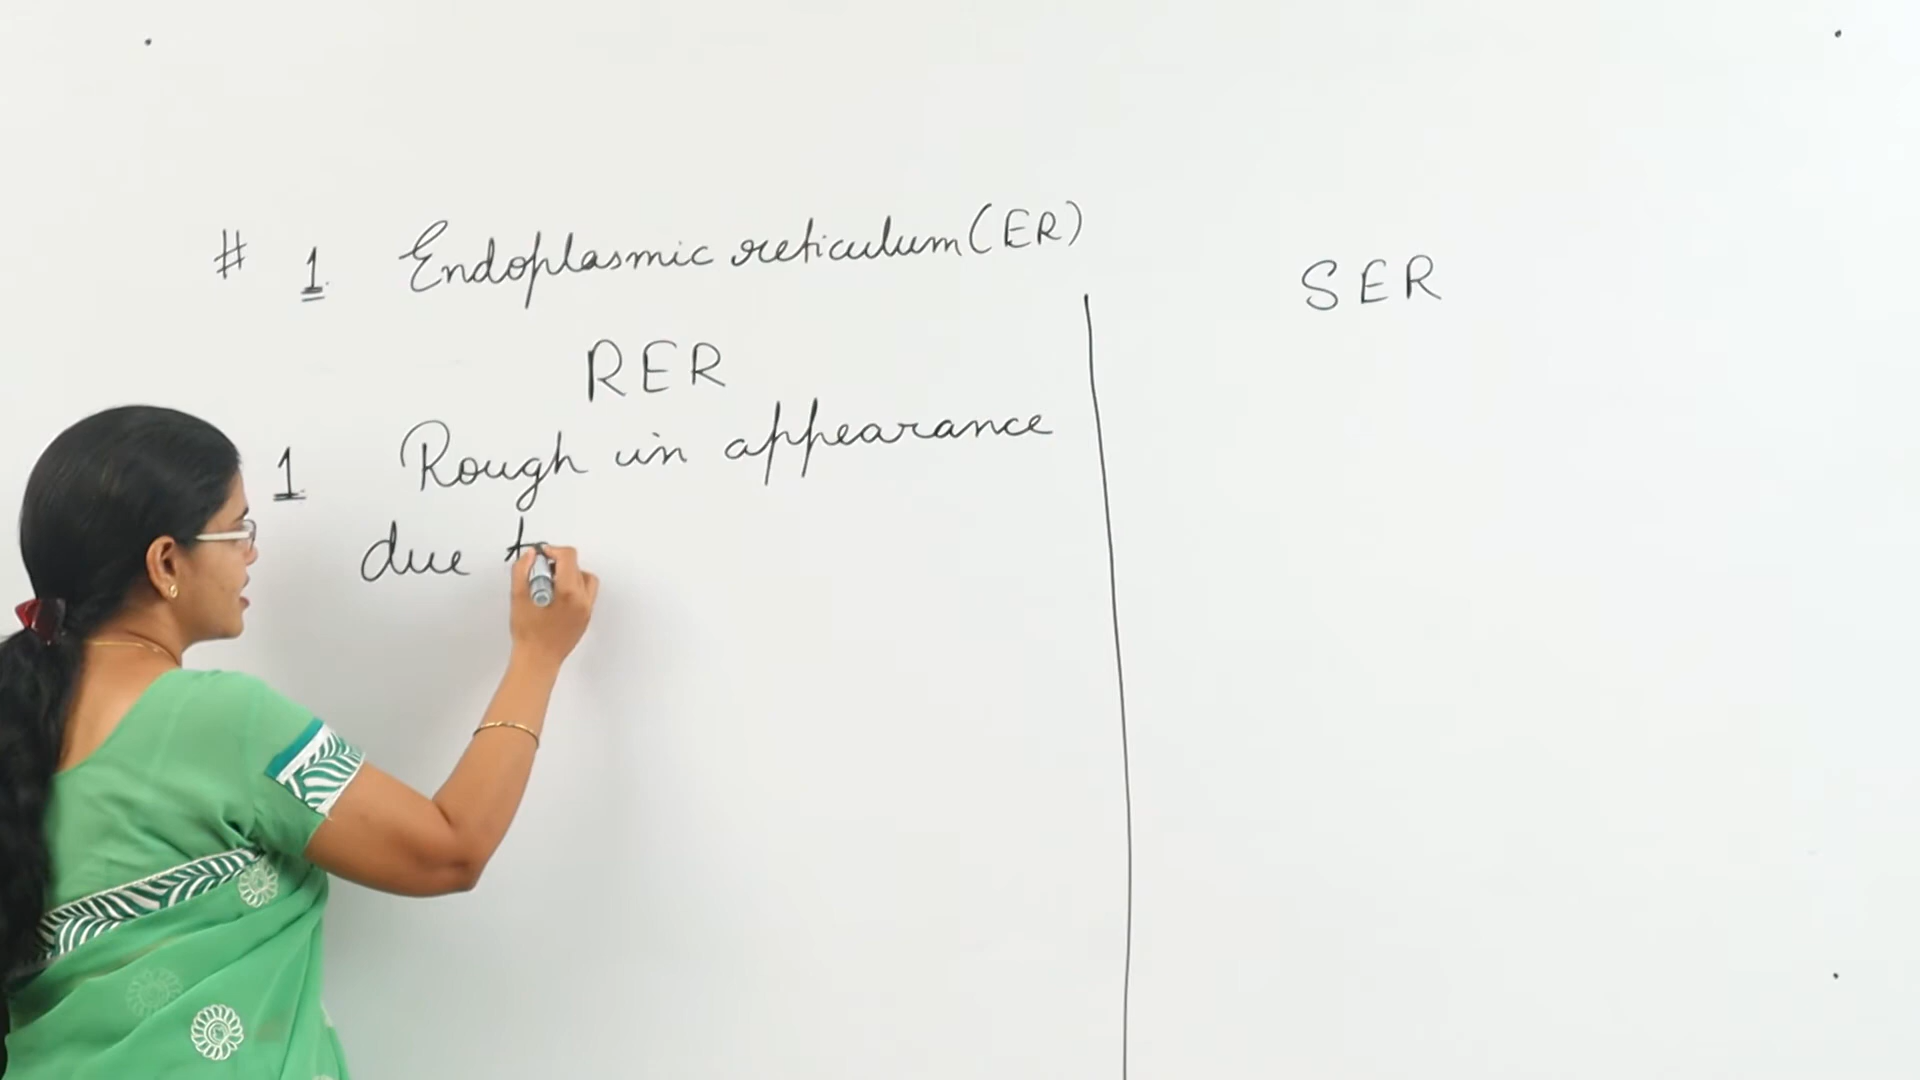 # 1 Endoplasmic reticulum (ER)
RER
SER
1 Rough in appearance
due